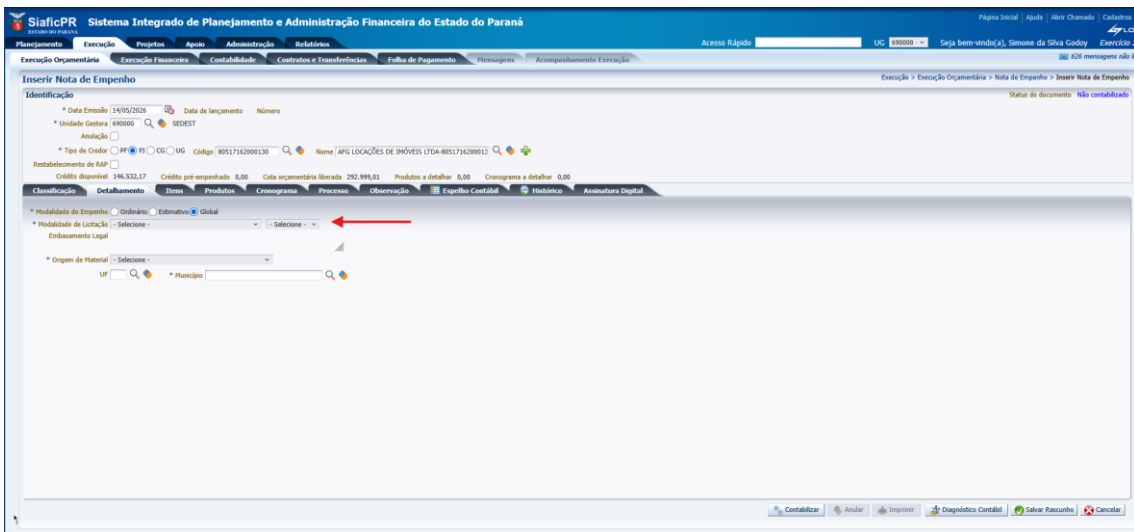 SiaficPR Sistema Integrado de Planejamento e Administração Financeira do Estado do Paraná
ESTADO DO PARANÁ
Página Inicial | Ajuda | Abrir Chamado | Cadastros
Planejamento Execução Projetos Apoio Administração Relatórios
Acesso Rápido UG 690000 Seja bem-vindo(a), Simone da Silva Godoy Exercício
Execução Orçamentária Execução Financeira Contabilidade Contratos e Transferências Folha de Pagamento Mensagens Acompanhamento Execução
626 mensagens não
Inserir Nota de Empenho
Execução > Execução Orçamentária > Nota de Empenho > Inserir Nota de Empenho
Identificação
Status do documento Não contabilizado
* Data Emissão 14/05/2026 Data de lançamento Número
* Unidade Gestora 690000 SEDEST
Anulação
* Tipo de Credor PF PJ CG UG Código 80517162000130 Nome AFG LOCAÇÕES DE IMÓVEIS LTDA-8051716200013
Restabelecimento de RAP
Crédito disponível 146.532,17 Crédito pré-empenhado 0,00 Cota orçamentária liberada 292.999,01 Produtos a detalhar 0,00 Cronograma a detalhar 0,00
Classificação Detalhamento Itens Produtos Cronograma Processo Observação Espelho Contábil Histórico Assinatura Digital
* Modalidade do Empenho Ordinário Estimativo Global
* Modalidade de Licitação - Selecione - - Selecione -
Embasamento Legal
* Origem de Material - Selecione -
UF * Município
Contabilizar Anular Imprimir Diagnóstico Contábil Salvar Rascunho Cancelar